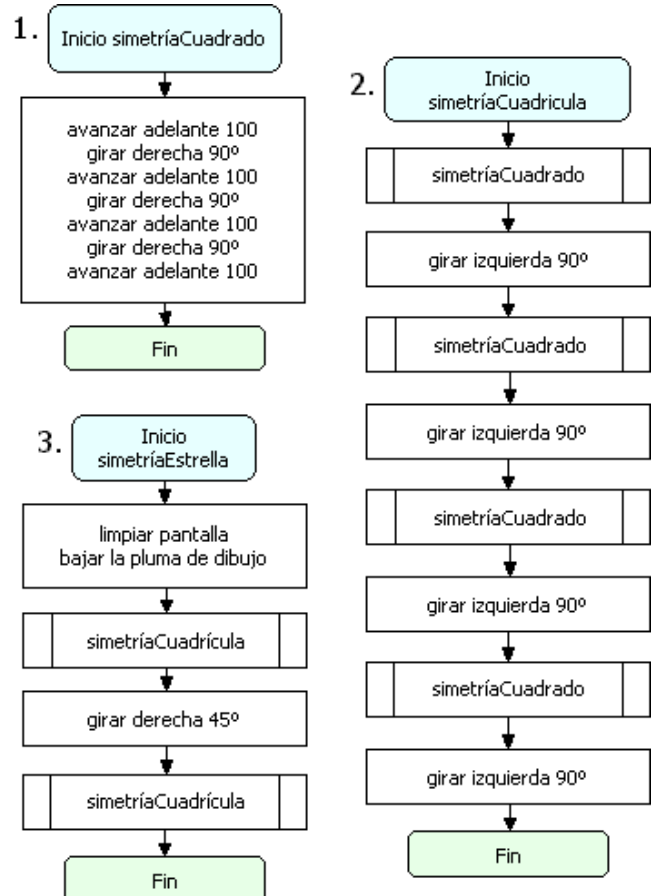 1.
Inicio simetríaCuadrado
avanzar adelante 100
girar derecha 90º
avanzar adelante 100
girar derecha 90º
avanzar adelante 100
girar derecha 90º
avanzar adelante 100
Fin
2.
Inicio
simetríaCuadricula
simetríaCuadrado
girar izquierda 90º
simetríaCuadrado
girar izquierda 90º
simetríaCuadrado
girar izquierda 90º
simetríaCuadrado
girar izquierda 90º
Fin
3.
Inicio
simetríaEstrella
limpiar pantalla
bajar la pluma de dibujo
simetríaCuadrícula
girar derecha 45º
simetríaCuadrícula
Fin